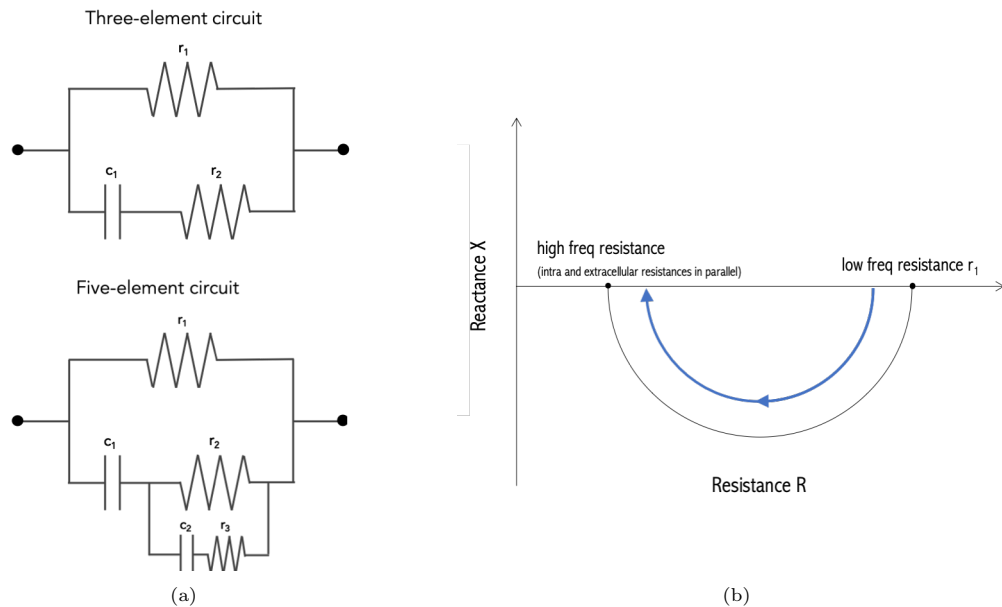 Three-element circuit
r₁
c₁
r₂
Five-element circuit
r₁
c₁
r₂
c₂
r₃
(a)
Reactance X
high freq resistance
(intra and extracellular resistances in parallel)
low freq resistance r₁
Resistance R
(b)